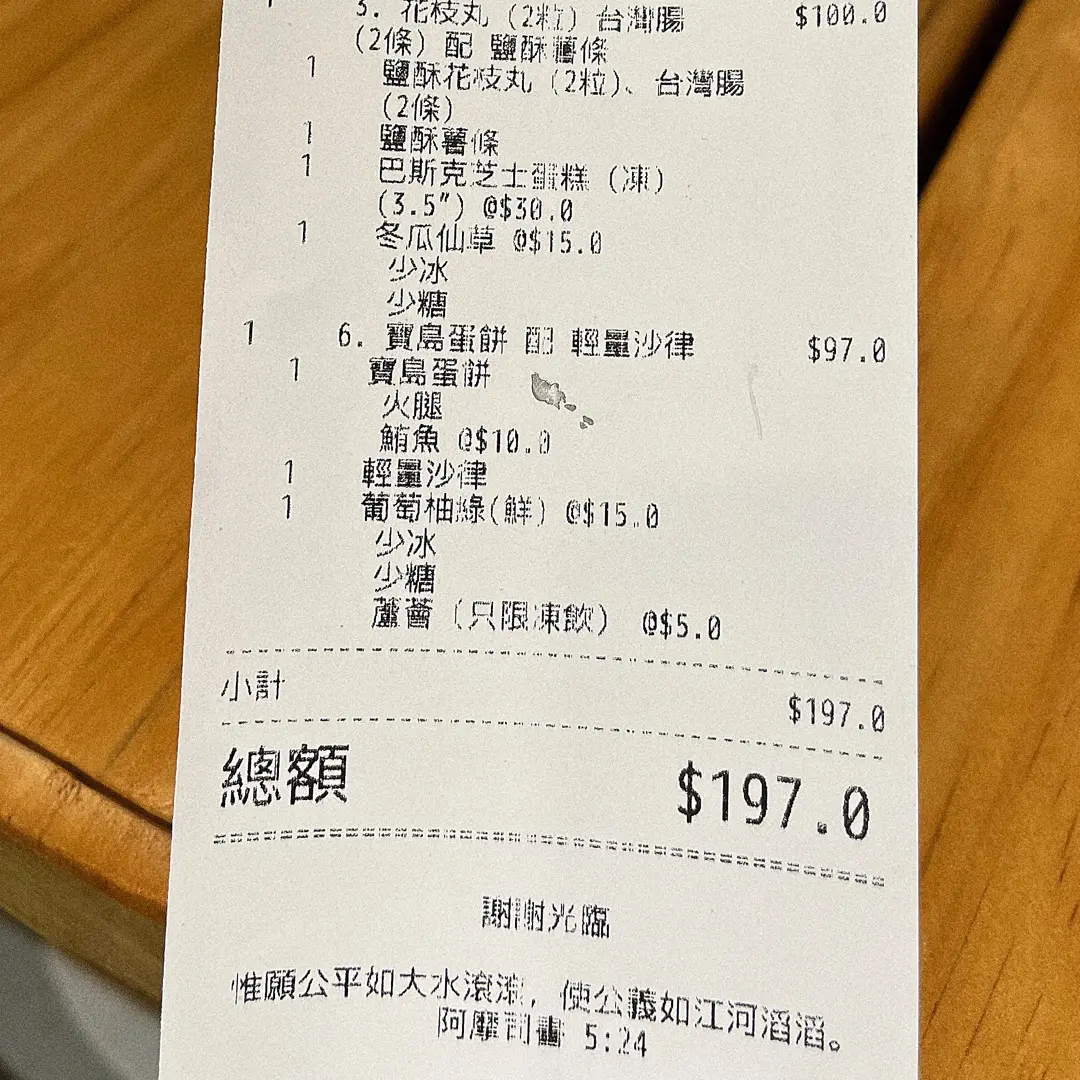 1 3. 花枝丸 (2粒) 台灣腸 $100.0
(2條) 配 鹽酥薯條
1 鹽酥花枝丸 (2粒)、台灣腸
(2條)
1 鹽酥薯條
1 巴斯克芝士蛋糕 (凍)
(3.5") @$30.0
1 冬瓜仙草 @$15.0
少冰
少糖
1 6. 寶島蛋餅 配 輕量沙律 $97.0
1 寶島蛋餅
火腿
鮪魚 @$10.0
1 輕量沙律
1 葡萄柚綠(鮮) @$15.0
少冰
少糖
蘆薈 (只限凍飲) @$5.0
小計 $197.0
總額 $197.0
謝謝光臨
惟願公平如大水滾滾,使公義如江河滔滔。
阿摩司書 5:24